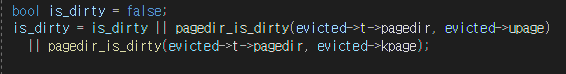 bool is_dirty = false;
is_dirty = is_dirty || pagedir_is_dirty(evicted->t->pagedir, evicted->upage)
|| pagedir_is_dirty(evicted->t->pagedir, evicted->kpage);